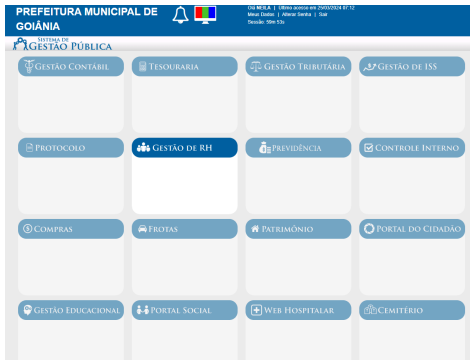 PREFEITURA MUNICIPAL DE
GOIÂNIA
Olá NEILA | Último acesso em 25/03/2024 07:12
Meus Dados | Alterar Senha | Sair
Sessão: 59m 53s
SISTEMA DE
GESTÃO PÚBLICA
GESTÃO CONTÁBIL
TESOURARIA
GESTÃO TRIBUTÁRIA
GESTÃO DE ISS
PROTOCOLO
GESTÃO DE RH
PREVIDÊNCIA
CONTROLE INTERNO
COMPRAS
FROTAS
PATRIMÔNIO
PORTAL DO CIDADÃO
GESTÃO EDUCACIONAL
PORTAL SOCIAL
WEB HOSPITALAR
CEMITÉRIO